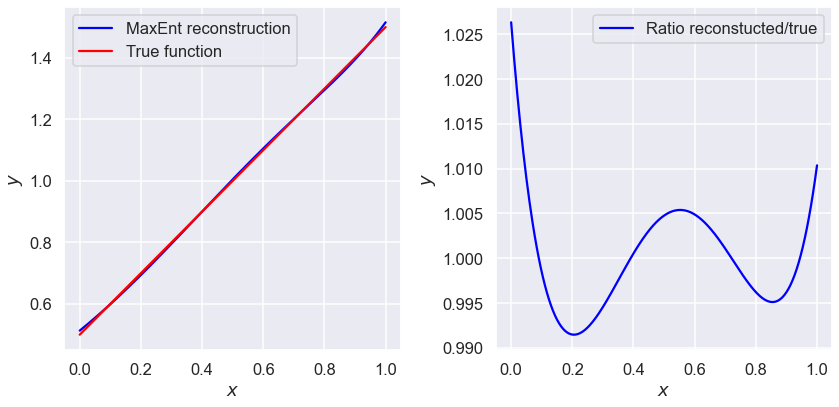 MaxEnt reconstruction
True function
1.4
1.2
1.0
0.8
0.6
y
0.0 0.2 0.4 0.6 0.8 1.0
x
Ratio reconstucted/true
1.025
1.020
1.015
1.010
1.005
1.000
0.995
0.990
y
0.0 0.2 0.4 0.6 0.8 1.0
x